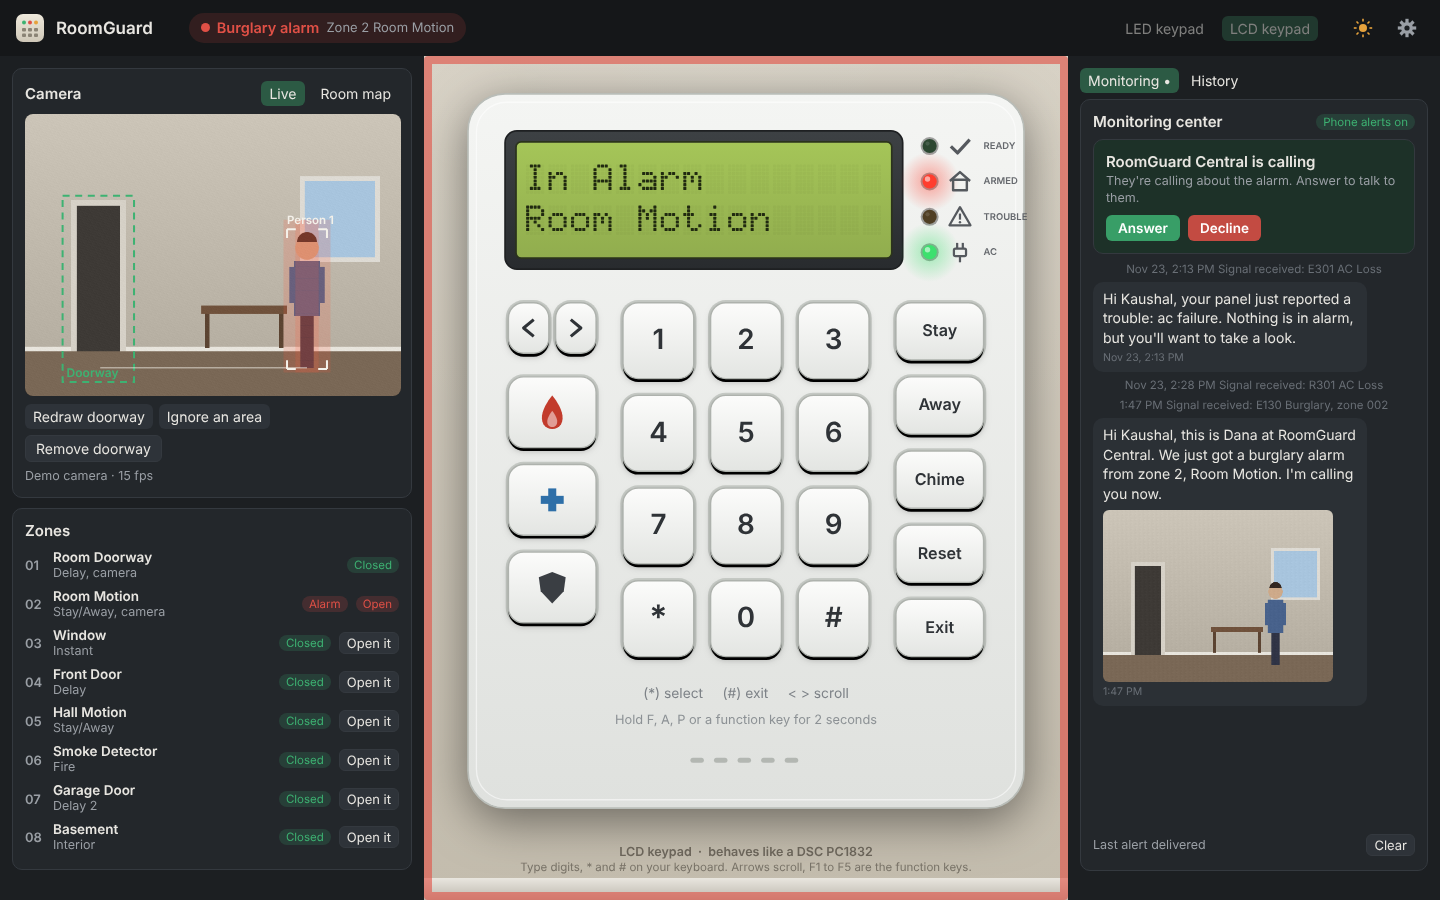 RoomGuard
Burglary alarm Zone 2 Room Motion
LED keypad LCD keypad
Camera
Live Room map
Person 1
Doorway
Redraw doorway Ignore an area
Remove doorway
Demo camera · 15 fps
Zones
01 Room Doorway Closed
Delay, camera
02 Room Motion Alarm Open
Stay/Away, camera
03 Window Closed Open it
Instant
04 Front Door Closed Open it
Delay
05 Hall Motion Closed Open it
Stay/Away
06 Smoke Detector Closed Open it
Fire
07 Garage Door Closed Open it
Delay 2
08 Basement Closed Open it
Interior
In Alarm
Room Motion
READY
ARMED
TROUBLE
AC
< > 1 2 3 Stay
4 5 6 Away
Chime
7 8 9
Reset
* 0 # Exit
(*) select (#) exit < > scroll
Hold F, A, P or a function key for 2 seconds
LCD keypad · behaves like a DSC PC1832
Type digits, * and # on your keyboard. Arrows scroll, F1 to F5 are the function keys.
Monitoring • History
Monitoring center Phone alerts on
RoomGuard Central is calling
They're calling about the alarm. Answer to talk to
them.
Answer Decline
Nov 23, 2:13 PM Signal received: E301 AC Loss
Hi Kaushal, your panel just reported a
trouble: ac failure. Nothing is in alarm,
but you'll want to take a look.
Nov 23, 2:13 PM
Nov 23, 2:28 PM Signal received: R301 AC Loss
1:47 PM Signal received: E130 Burglary, zone 002
Hi Kaushal, this is Dana at RoomGuard
Central. We just got a burglary alarm
from zone 2, Room Motion. I'm calling
you now.
1:47 PM
Last alert delivered Clear